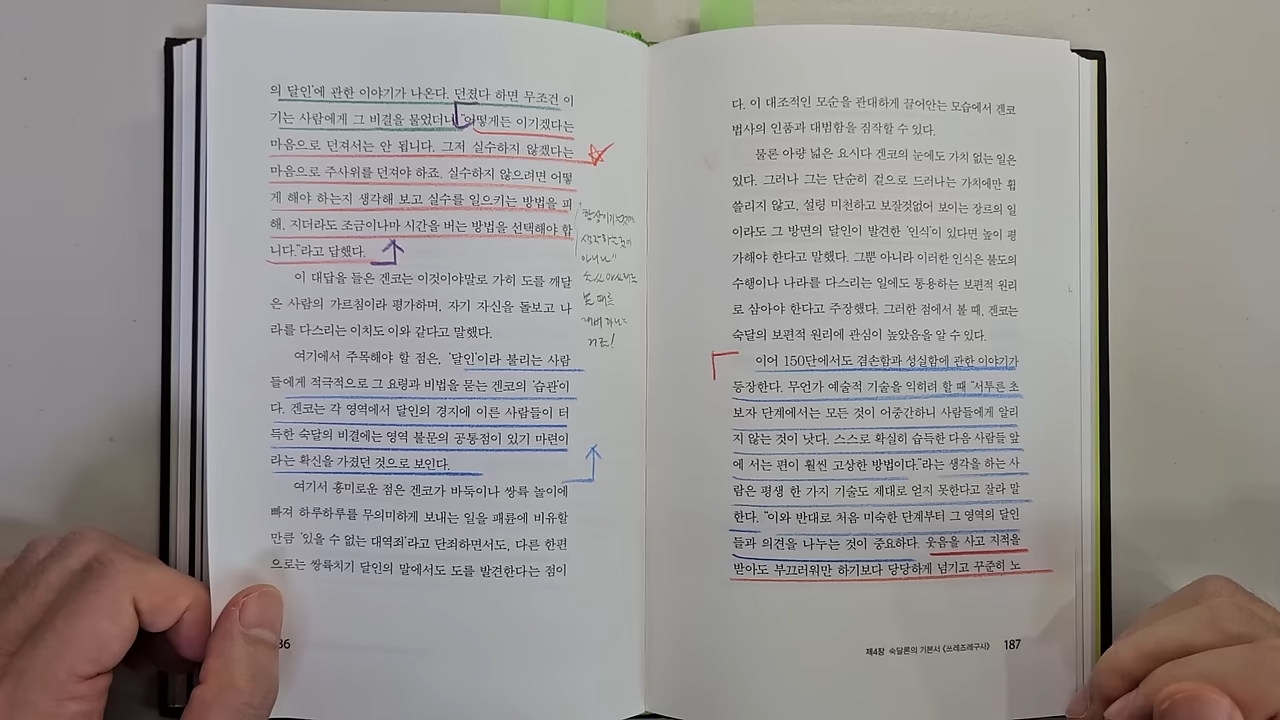 의 달인'에 관한 이야기가 나온다. 던졌다 하면 무조건 이
기는 사람에게 그 비결을 물었더니 "어떻게든 이기겠다는
마음으로 던져서는 안 됩니다. 그저 실수하지 않겠다는
마음으로 주사위를 던져야 하죠. 실수하지 않으려면 어떻
게 해야 하는지 생각해 보고 실수를 일으키는 방법을 피
해, 지더라도 조금이나마 시간을 버는 방법을 선택해야 합
니다."라고 답했다.
이 대답을 들은 겐코는 이것이야말로 가히 도를 깨달
은 사람의 가르침이라 평가하며, 자기 자신을 돌보고 나
라를 다스리는 이치도 이와 같다고 말했다.
여기에서 주목해야 할 점은, '달인'이라 불리는 사람
들에게 적극적으로 그 요령과 비법을 묻는 겐코의 '습관'이
다. 겐코는 각 영역에서 달인의 경지에 이른 사람들이 터
득한 숙달의 비결에는 영역 불문의 공통점이 있기 마련이
라는 확신을 가졌던 것으로 보인다.
여기서 흥미로운 점은 겐코가 바둑이나 쌍륙 놀이에
빠져 하루하루를 무의미하게 보내는 일을 패륜에 비유할
만큼 '있을 수 없는 대역죄'라고 단죄하면서도, 다른 한편
으로는 쌍륙치기 달인의 말에서도 도를 발견한다는 점이
생각하는
아니라
거죠!
86
다. 이 대조적인 모순을 관대하게 끌어안는 모습에서 겐코
법사의 인품과 대범함을 짐작할 수 있다.
물론 아량 넓은 요시다 겐코의 눈에도 가치 없는 일은
있다. 그러나 그는 단순히 겉으로 드러나는 가치에만 휩
쓸리지 않고, 설령 미천하고 보잘것없어 보이는 장르의 일
이라도 그 방면의 달인이 발견한 '인식'이 있다면 높이 평
가해야 한다고 말했다. 그뿐 아니라 이러한 인식은 불도의
수행이나 나라를 다스리는 일에도 통용하는 보편적 원리
로 삼아야 한다고 주장했다. 그러한 점에서 볼 때, 겐코는
숙달의 보편적 원리에 관심이 높았음을 알 수 있다.
이어 150단에서도 겸손함과 성실함에 관한 이야기가
등장한다. 무언가 예술적 기술을 익히려 할 때 "서투른 초
보자 단계에서는 모든 것이 어중간하니 사람들에게 알리
지 않는 것이 낫다. 스스로 확실히 습득한 다음 사람들 앞
에 서는 편이 훨씬 고상한 방법이다."라는 생각을 하는 사
람은 평생 한 가지 기술도 제대로 얻지 못한다고 잘라 말
한다. "이와 반대로 처음 미숙한 단계부터 그 영역의 달인
들과 의견을 나누는 것이 중요하다. 웃음을 사고 지적을
받아도 부끄러워만 하기보다 당당하게 넘기고 꾸준히 노
제4장 숙달론의 기본서 《쓰레즈레구사》 187